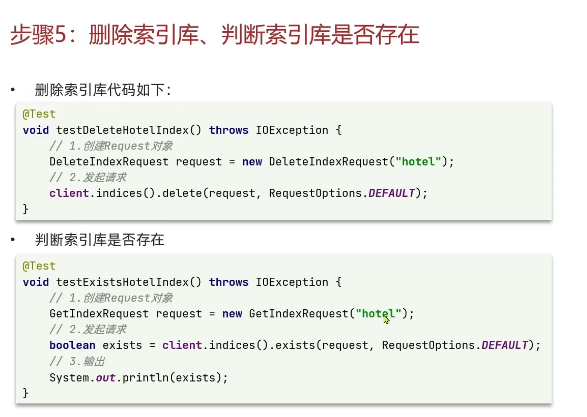 步骤5：删除索引库、判断索引库是否存在
• 删除索引库代码如下：
@Test
void testDeleteHotelIndex() throws IOException {
    // 1.创建Request对象
    DeleteIndexRequest request = new DeleteIndexRequest("hotel");
    // 2.发起请求
    client.indices().delete(request, RequestOptions.DEFAULT);
}
• 判断索引库是否存在
@Test
void testExistsHotelIndex() throws IOException {
    // 1.创建Request对象
    GetIndexRequest request = new GetIndexRequest("hotel");
    // 2.发起请求
    boolean exists = client.indices().exists(request, RequestOptions.DEFAULT);
    // 3.输出
    System.out.println(exists);
}